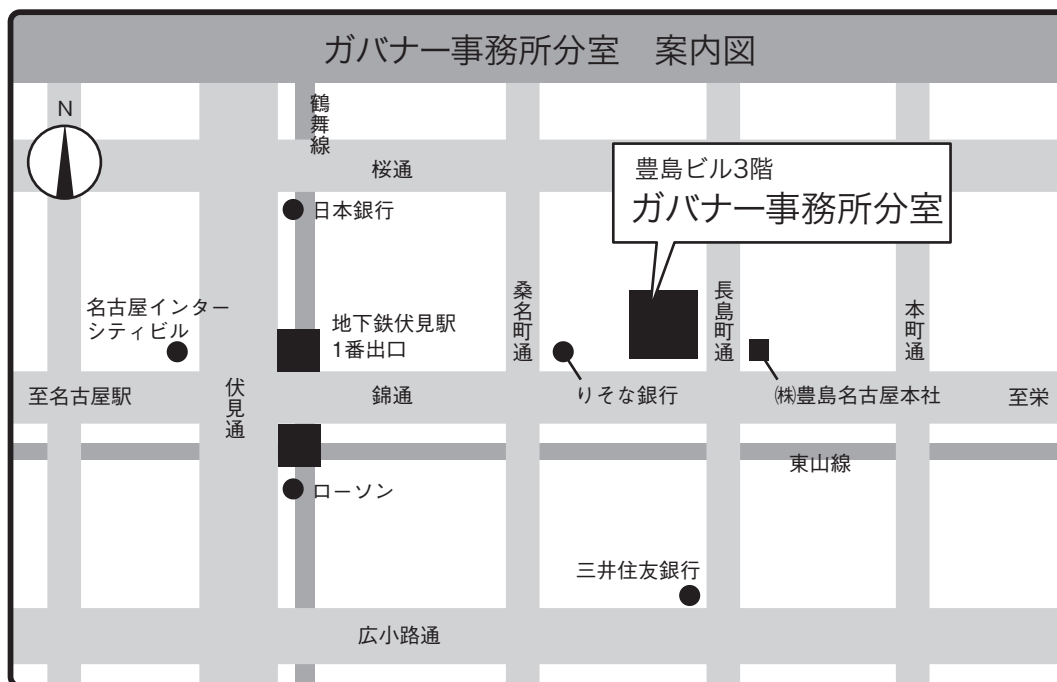 ガバナー事務所分室　案内図
N
鶴舞線
桜通
豊島ビル3階
ガバナー事務所分室
日本銀行
名古屋インター
シティビル
地下鉄伏見駅
1番出口
桑名町通
長島町通
本町通
至名古屋駅
伏見通
錦通
りそな銀行
㈱豊島名古屋本社
至栄
東山線
ローソン
三井住友銀行
広小路通